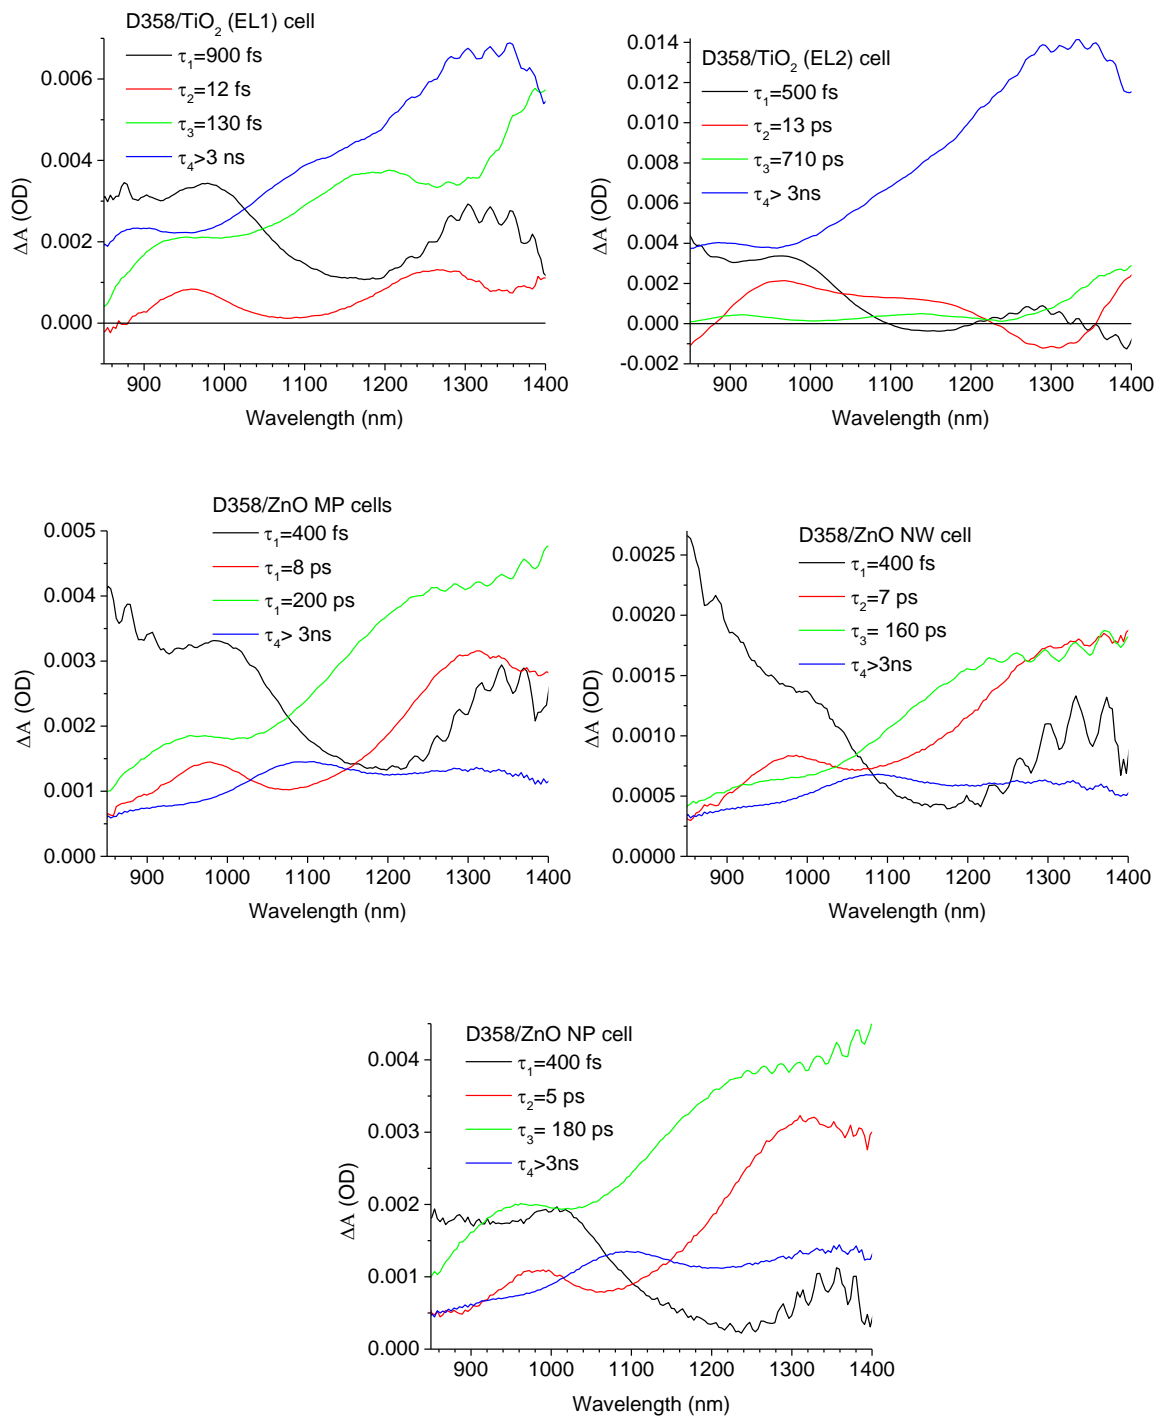 D358/TiO₂ (EL1) cell
τ₁=900 fs
τ₂=12 fs
τ₃=130 fs
τ₄>3 ns
0.006
0.004
0.002
0.000
ΔA (OD)
900 1000 1100 1200 1300 1400
Wavelength (nm)
D358/TiO₂ (EL2) cell
τ₁=500 fs
τ₂=13 ps
τ₃=710 ps
τ₄> 3ns
0.014
0.012
0.010
0.008
0.006
0.004
0.002
0.000
-0.002
ΔA (OD)
900 1000 1100 1200 1300 1400
Wavelength (nm)
D358/ZnO MP cells
τ₁=400 fs
τ₁=8 ps
τ₁=200 ps
τ₄> 3ns
0.005
0.004
0.003
0.002
0.001
0.000
ΔA (OD)
900 1000 1100 1200 1300 1400
Wavelength (nm)
D358/ZnO NW cell
τ₁=400 fs
τ₂=7 ps
τ₃= 160 ps
τ₄>3ns
0.0025
0.0020
0.0015
0.0010
0.0005
0.0000
ΔA (OD)
900 1000 1100 1200 1300 1400
Wavelength (nm)
D358/ZnO NP cell
τ₁=400 fs
τ₂=5 ps
τ₃= 180 ps
τ₄>3ns
0.004
0.003
0.002
0.001
0.000
ΔA (OD)
900 1000 1100 1200 1300 1400
Wavelength (nm)